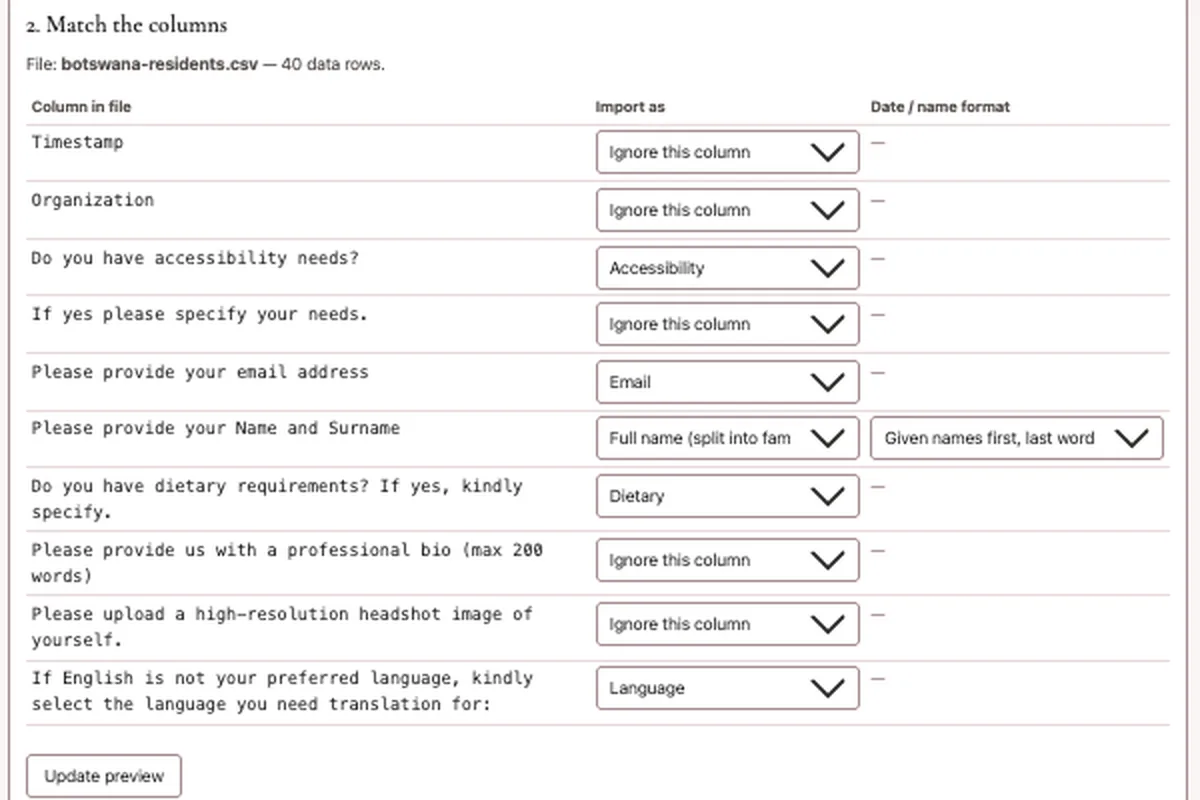 2. Match the columns
File: botswana-residents.csv — 40 data rows.
Column in file Import as Date / name format
Timestamp Ignore this column —
Organization Ignore this column —
Do you have accessibility needs? Accessibility —
If yes please specify your needs. Ignore this column —
Please provide your email address Email —
Please provide your Name and Surname Full name (split into fam Given names first, last word
Do you have dietary requirements? If yes, kindly Dietary —
specify.
Please provide us with a professional bio (max 200 Ignore this column —
words)
Please upload a high-resolution headshot image of Ignore this column —
yourself.
If English is not your preferred language, kindly Language —
select the language you need translation for:
Update preview